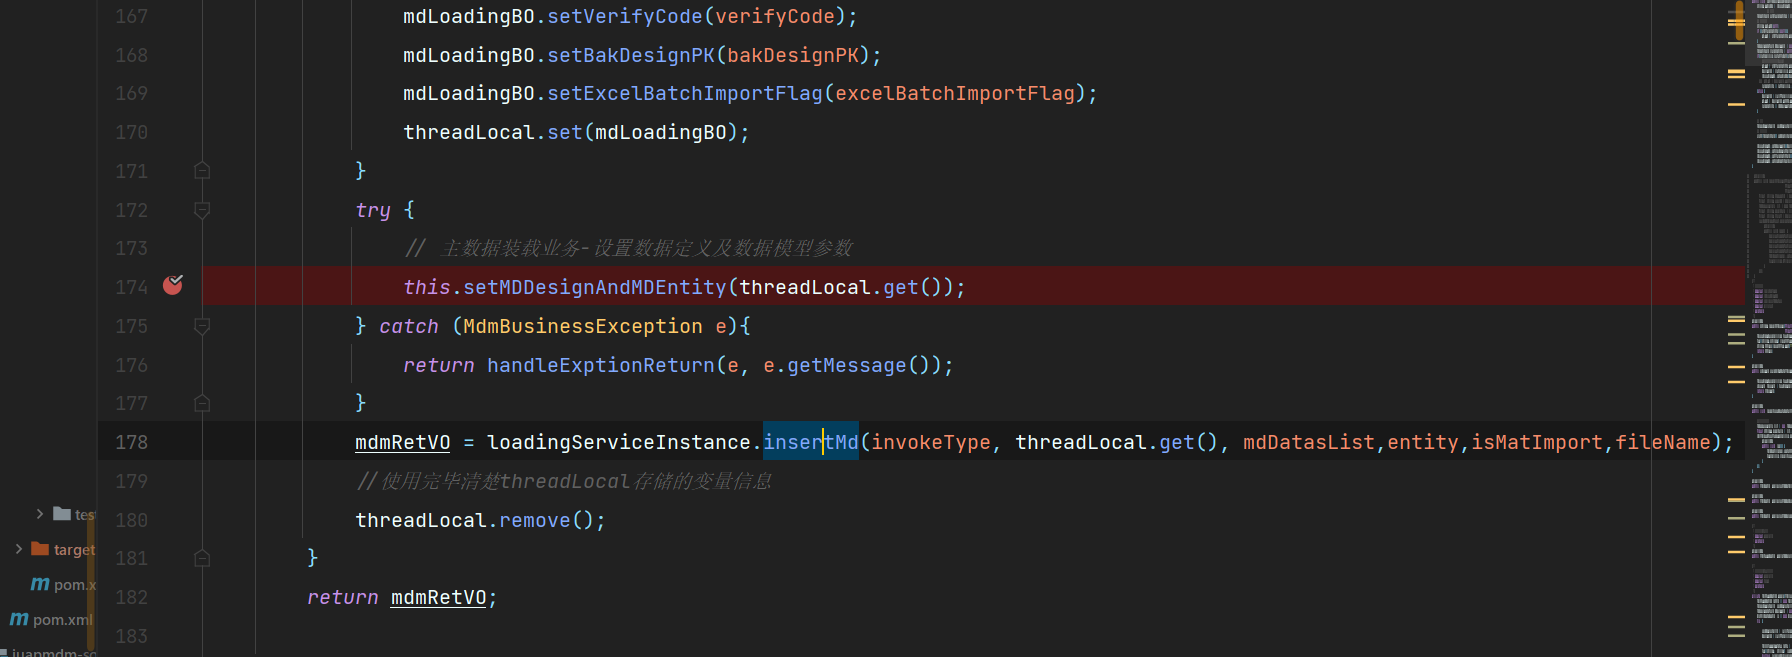 167 mdLoadingBO.setVerifyCode(verifyCode);
168 mdLoadingBO.setBakDesignPK(bakDesignPK);
169 mdLoadingBO.setExcelBatchImportFlag(excelBatchImportFlag);
170 threadLocal.set(mdLoadingBO);
171 }
172 try {
173 // 主数据装载业务-设置数据定义及数据模型参数
174 this.setMDDesignAndMDEntity(threadLocal.get());
175 } catch (MdmBusinessException e){
176 return handleExptionReturn(e, e.getMessage());
177 }
178 mdmRetVO = loadingServiceInstance.insertMd(invokeType, threadLocal.get(), mdDatasList,entity,isMatImport,fileName);
179 //使用完毕清楚threadLocal存储的变量信息
180 threadLocal.remove();
181 }
182 return mdmRetVO;
183
tes
target
pom.x
pom.xml